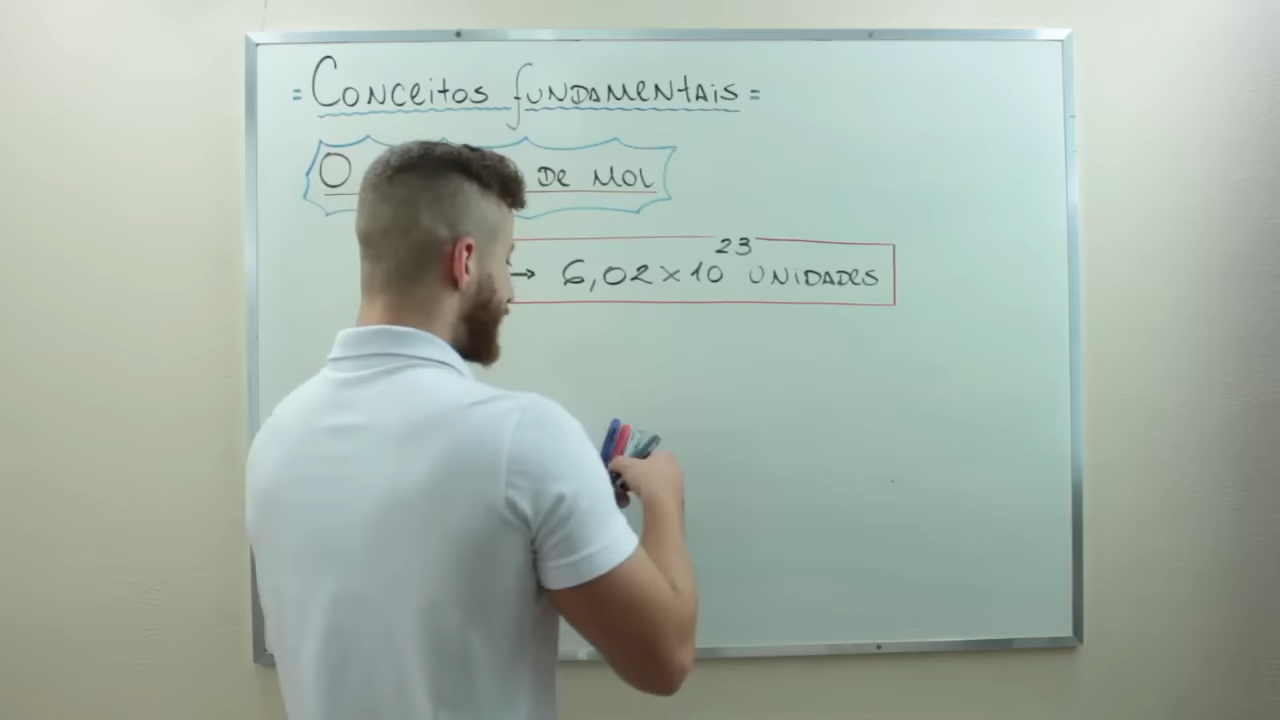 = Conceitos fundamentais =
O de mol
→ 6,02 x 10²³ unidades